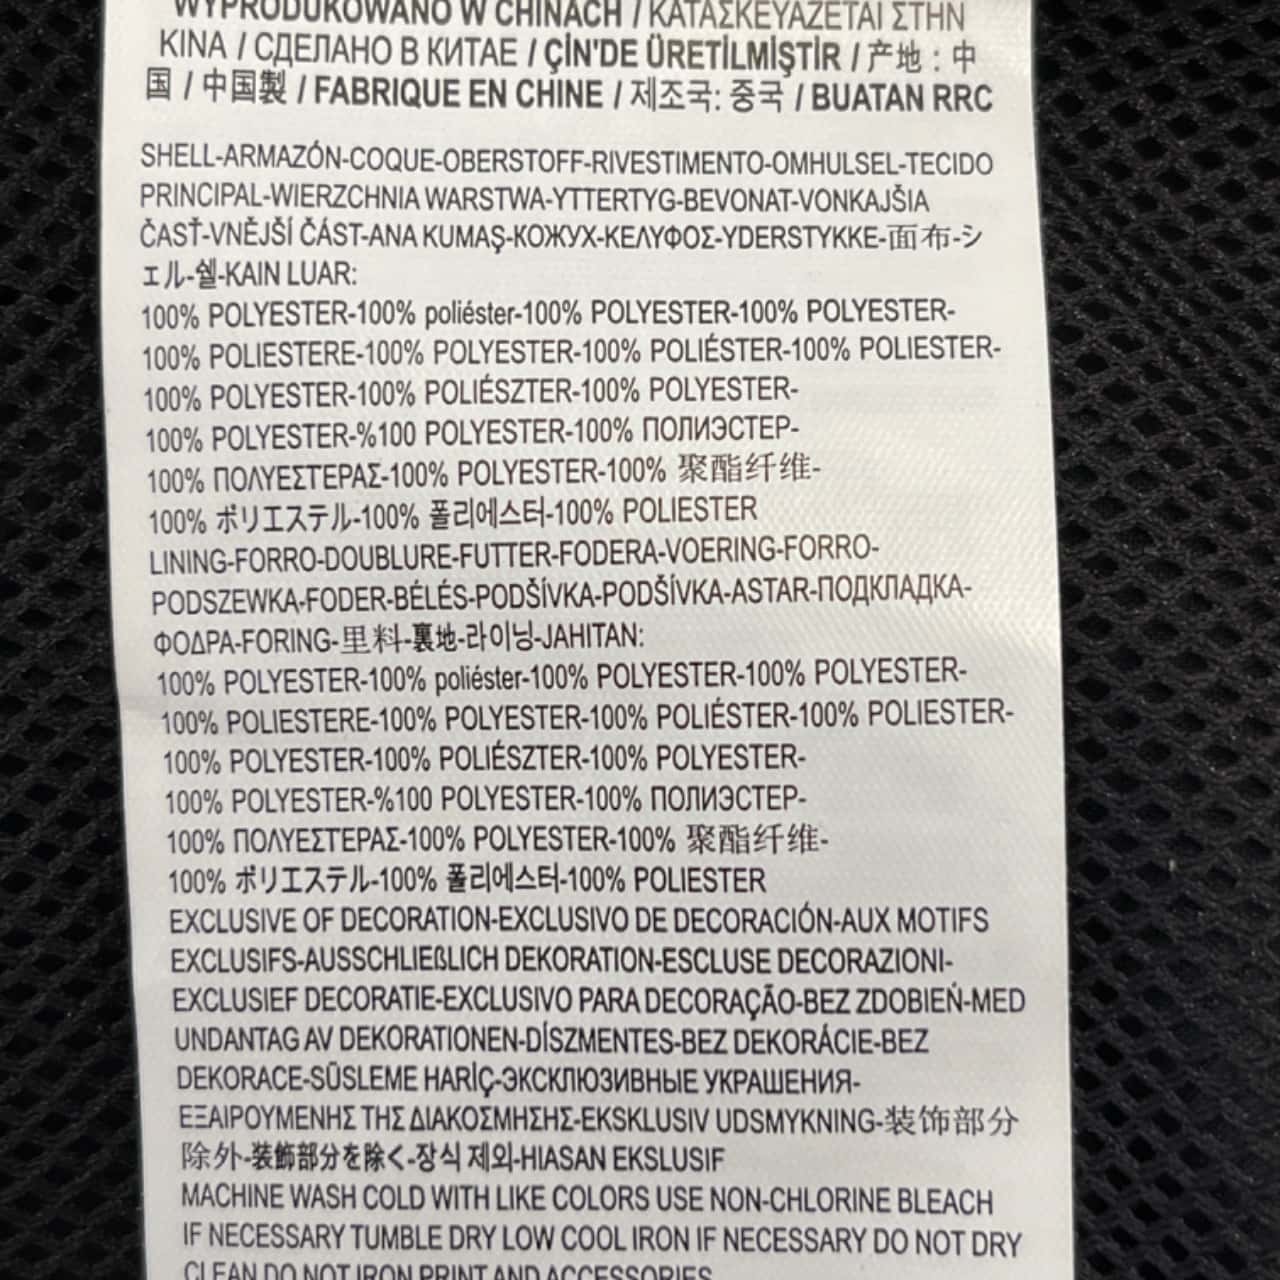 WYPRODUKOWANO W CHINACH / ΚΑΤΑΣΚΕΥΑΖΕΤΑΙ ΣΤΗΝ
ΚΙΝΑ / СДЕЛАНО В КИТАЕ / ÇİN'DE ÜRETİLMİŞTİR / 产地：中
国 / 中国製 / FABRIQUE EN CHINE / 제조국: 중국 / BUATAN RRC
SHELL-ARMAZÓN-COQUE-OBERSTOFF-RIVESTIMENTO-OMHULSEL-TECIDO
PRINCIPAL-WIERZCHNIA WARSTWA-YTTERTYG-BEVONAT-VONKAJŠIA
ČASŤ-VNĚJŠÍ ČÁST-ANA KUMAŞ-КОЖУХ-ΚΕΛΥΦΟΣ-YDERSTYKKE-面布-シ
ェル-쉘-KAIN LUAR:
100% POLYESTER-100% poliéster-100% POLYESTER-100% POLYESTER-
100% POLIESTERE-100% POLYESTER-100% POLIÉSTER-100% POLIESTER-
100% POLYESTER-100% POLIÉSZTER-100% POLYESTER-
100% POLYESTER-%100 POLYESTER-100% ПОЛИЭСТЕР-
100% ΠΟΛΥΕΣΤΕΡΑΣ-100% POLYESTER-100% 聚酯纤维-
100% ポリエステル-100% 폴리에스터-100% POLIESTER
LINING-FORRO-DOUBLURE-FUTTER-FODERA-VOERING-FORRO-
PODSZEWKA-FODER-BÉLÉS-PODŠÍVKA-PODŠÍVKA-ASTAR-ПОДКЛАДКА-
ΦΟΔΡΑ-FORING-里料-裏地-라이닝-JAHITAN:
100% POLYESTER-100% poliéster-100% POLYESTER-100% POLYESTER-
100% POLIESTERE-100% POLYESTER-100% POLIÉSTER-100% POLIESTER-
100% POLYESTER-100% POLIÉSZTER-100% POLYESTER-
100% POLYESTER-%100 POLYESTER-100% ПОЛИЭСТЕР-
100% ΠΟΛΥΕΣΤΕΡΑΣ-100% POLYESTER-100% 聚酯纤维-
100% ポリエステル-100% 폴리에스터-100% POLIESTER
EXCLUSIVE OF DECORATION-EXCLUSIVO DE DECORACIÓN-AUX MOTIFS
EXCLUSIFS-AUSSCHLIEßLICH DEKORATION-ESCLUSE DECORAZIONI-
EXCLUSIEF DECORATIE-EXCLUSIVO PARA DECORAÇÃO-BEZ ZDOBIEŃ-MED
UNDANTAG AV DEKORATIONEN-DÍSZMENTES-BEZ DEKORÁCIE-BEZ
DEKORACE-SÜSLEME HARİÇ-ЭКСКЛЮЗИВНЫЕ УКРАШЕНИЯ-
ΕΞΑΙΡΟΥΜΕΝΗΣ ΤΗΣ ΔΙΑΚΟΣΜΗΣΗΣ-EKSKLUSIV UDSMYKNING-装饰部分
除外-装飾部分を除く-장식 제외-HIASAN EKSLUSIF
MACHINE WASH COLD WITH LIKE COLORS USE NON-CHLORINE BLEACH
IF NECESSARY TUMBLE DRY LOW COOL IRON IF NECESSARY DO NOT DRY
CLEAN DO NOT IRON PRINT AND ACCESSORIES